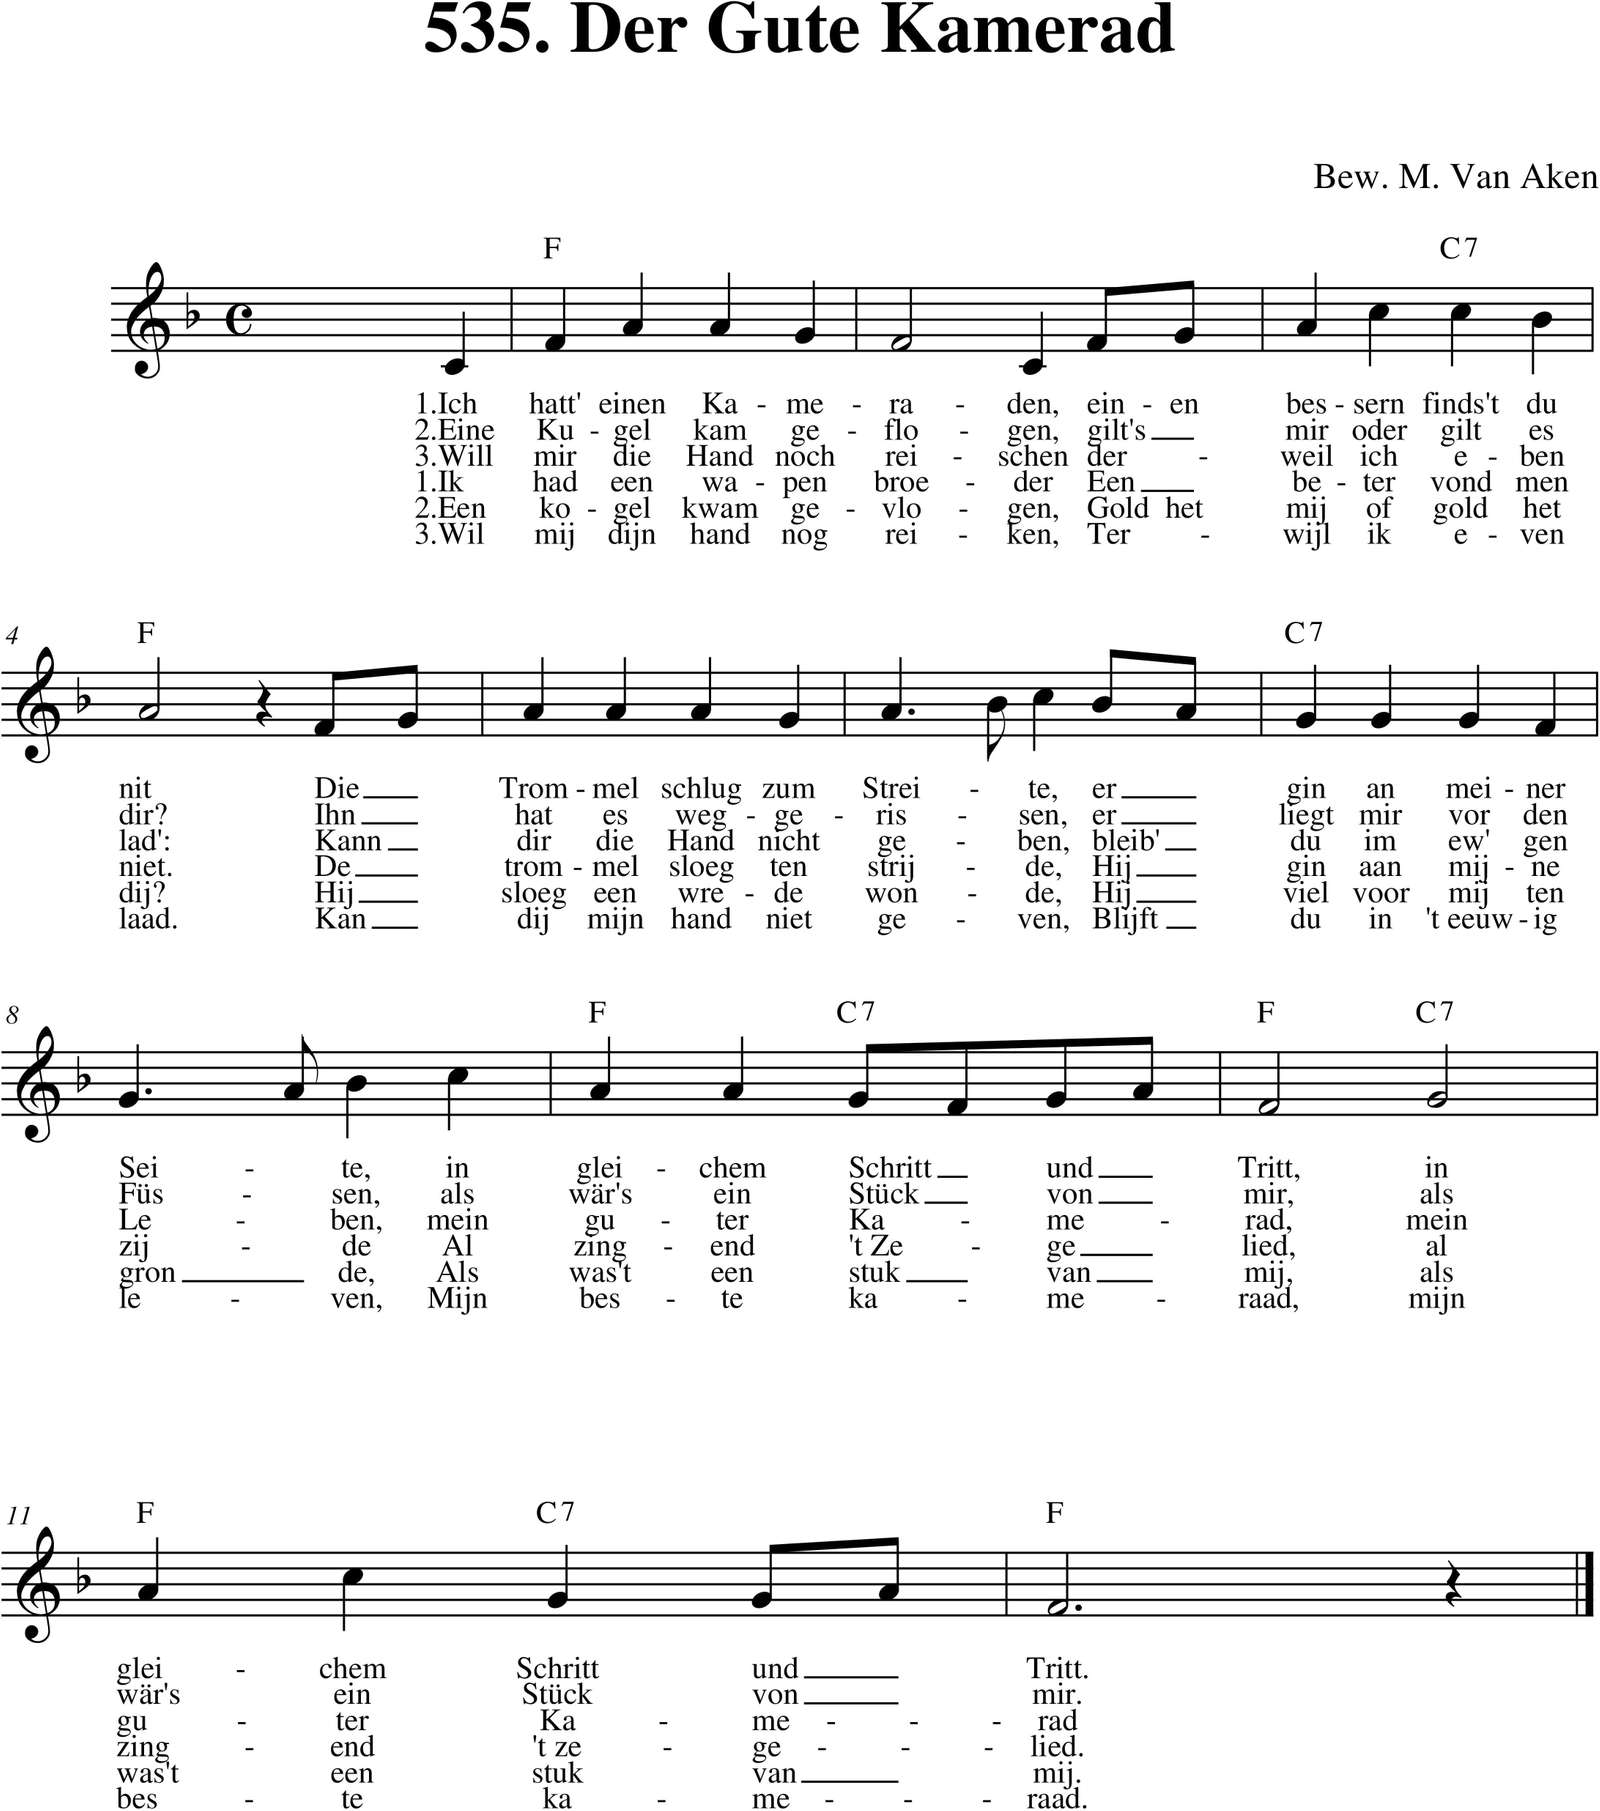 535. Der Gute Kamerad
Bew. M. Van Aken
F C7
1.Ich hatt' einen Ka - me - ra - den, ein - en bes - sern finds't du
2.Eine Ku - gel kam ge - flo - gen, gilt's mir oder gilt es
3.Will mir die Hand noch rei - schen der - weil ich e - ben
1.Ik had een wa - pen broe - der Een be - ter vond men
2.Een ko - gel kwam ge - vlo - gen, Gold het mij of gold het
3.Wil mij dijn hand nog rei - ken, Ter - wijl ik e - ven
4 F C7
nit Die Trom - mel schlug zum Strei - te, er gin an mei - ner
dir? Ihn hat es weg - ge - ris - sen, er liegt mir vor den
lad': Kann dir die Hand nicht ge - ben, bleib' du im ew' gen
niet. De trom - mel sloeg ten strij - de, Hij gin aan mij - ne
dij? Hij sloeg een wre - de won - de, Hij viel voor mij ten
laad. Kan dij mijn hand niet ge - ven, Blijft du in 't eeuw - ig
8 F C7 F C7
Sei - te, in glei - chem Schritt und Tritt, in
Füs - sen, als wär's ein Stück von mir, als
Le - ben, mein gu - ter Ka - me - rad, mein
zij - de Al zing - end 't Ze - ge lied, al
gron de, Als was't een stuk van mij, als
le - ven, Mijn bes - te ka - me - raad, mijn
11 F C7 F
glei - chem Schritt und Tritt.
wär's ein Stück von mir.
gu - ter Ka - me - - rad
zing - end 't ze - ge - - - lied.
was't een stuk van mij.
bes - te ka - me - - - raad.